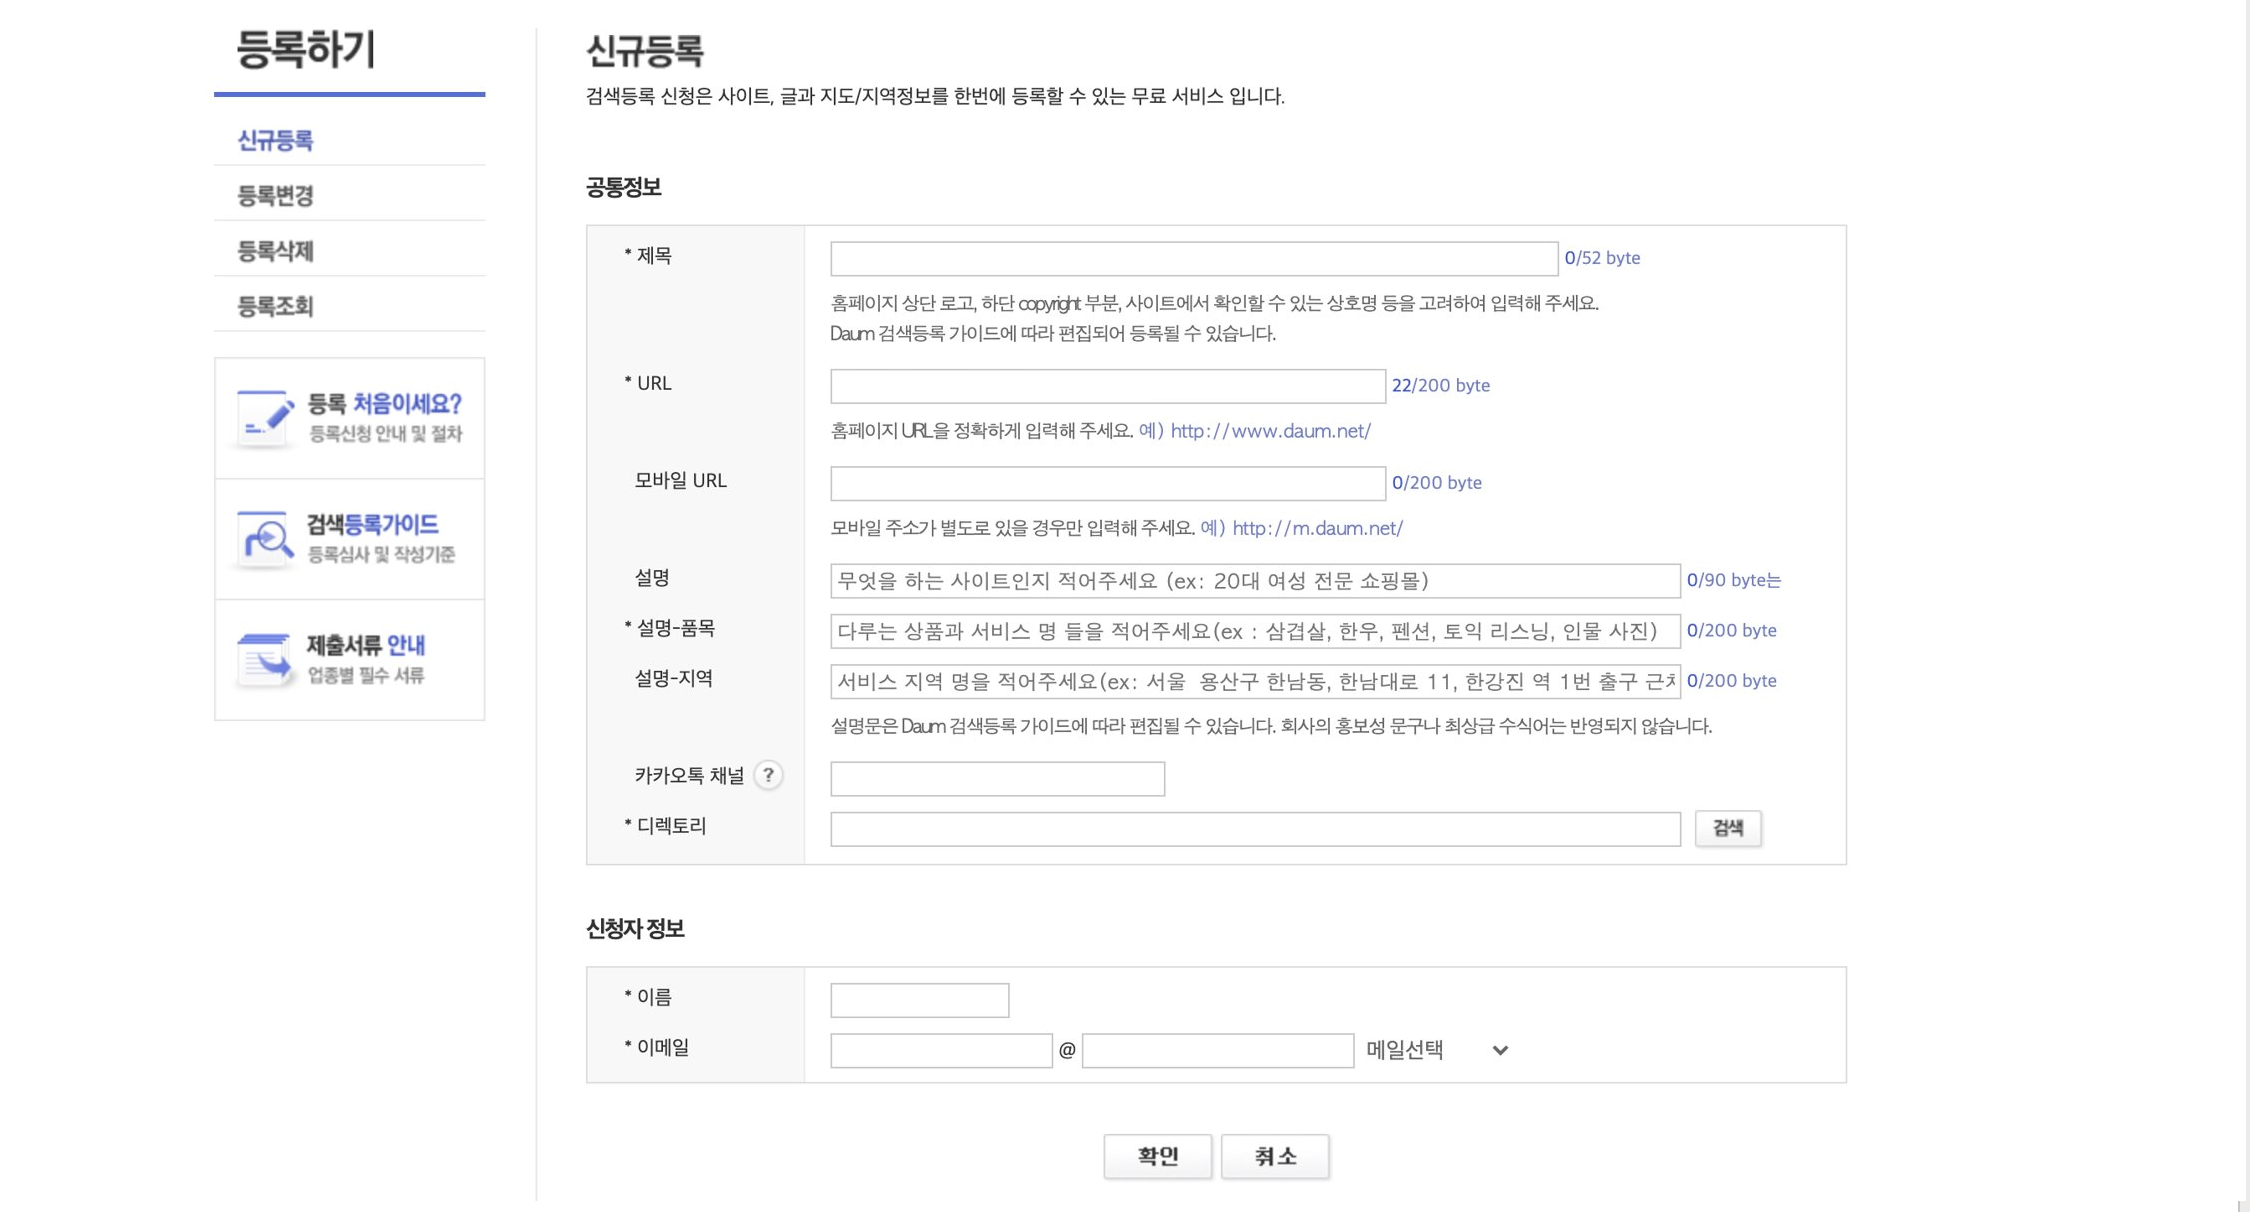 등록하기
신규등록
등록변경
등록삭제
등록조회
등록 처음이세요?
등록신청 안내 및 절차
검색등록가이드
등록심사 및 작성기준
제출서류 안내
업종별 필수 서류
신규등록
검색등록 신청은 사이트, 글과 지도/지역정보를 한번에 등록할 수 있는 무료 서비스 입니다.
공통정보
* 제목 0/52 byte
홈페이지 상단 로고, 하단 copyright 부분, 사이트에서 확인할 수 있는 상호명 등을 고려하여 입력해 주세요.
Daum 검색등록 가이드에 따라 편집되어 등록될 수 있습니다.
* URL 22/200 byte
홈페이지 URL을 정확하게 입력해 주세요. 예) http://www.daum.net/
모바일 URL 0/200 byte
모바일 주소가 별도로 있을 경우만 입력해 주세요. 예) http://m.daum.net/
설명 무엇을 하는 사이트인지 적어주세요 (ex: 20대 여성 전문 쇼핑몰) 0/90 byte는
* 설명-품목 다루는 상품과 서비스 명 들을 적어주세요(ex : 삼겹살, 한우, 펜션, 토익 리스닝, 인물 사진) 0/200 byte
설명-지역 서비스 지역 명을 적어주세요(ex: 서울 용산구 한남동, 한남대로 11, 한강진 역 1번 출구 0/200 byte
설명문은 Daum 검색등록 가이드에 따라 편집될 수 있습니다. 회사의 홍보성 문구나 최상급 수식어는 반영되지 않습니다.
카카오톡 채널 ?
* 디렉토리 검색
신청자 정보
* 이름
* 이메일 @ 메일선택
확인 취소